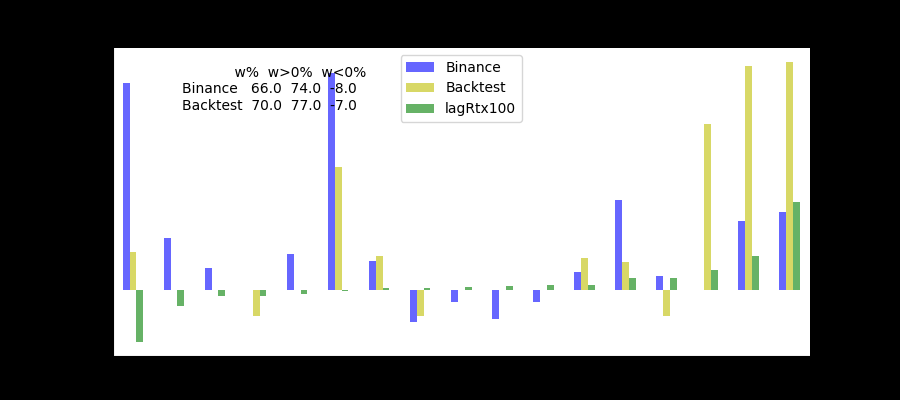 w% w>0% w<0%
Binance 66.0 74.0 -8.0
Backtest 70.0 77.0 -7.0
Binance
Backtest
lagRtx100